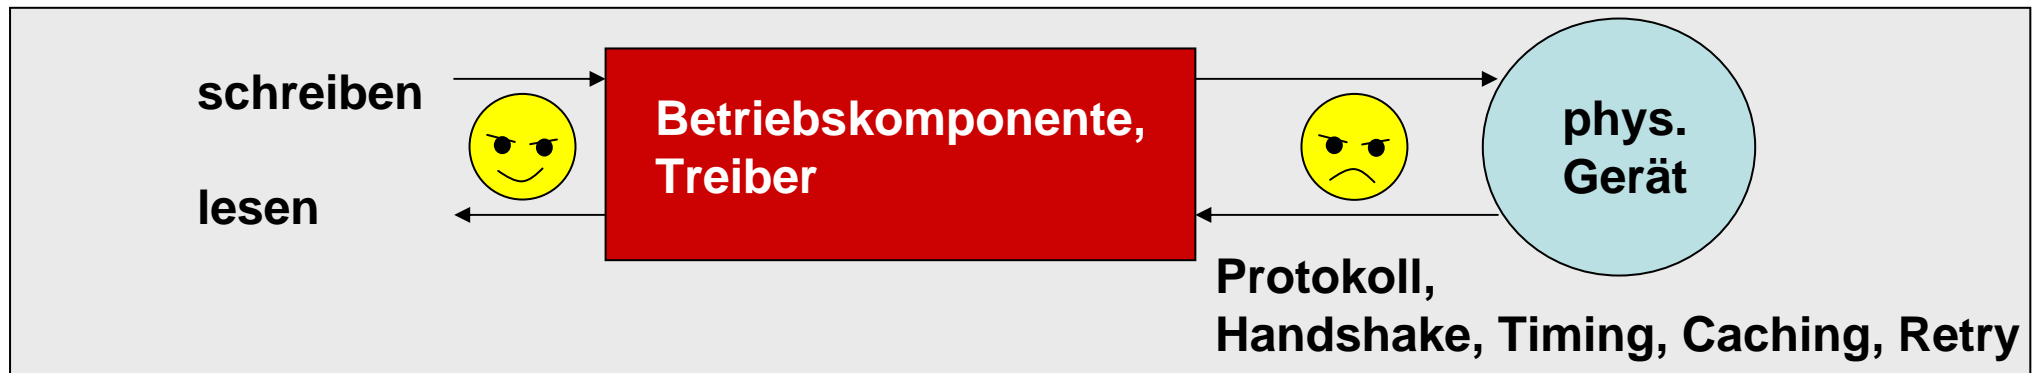 schreiben
lesen
Betriebskomponente,
Treiber
phys.
Gerät
Protokoll,
Handshake, Timing, Caching, Retry